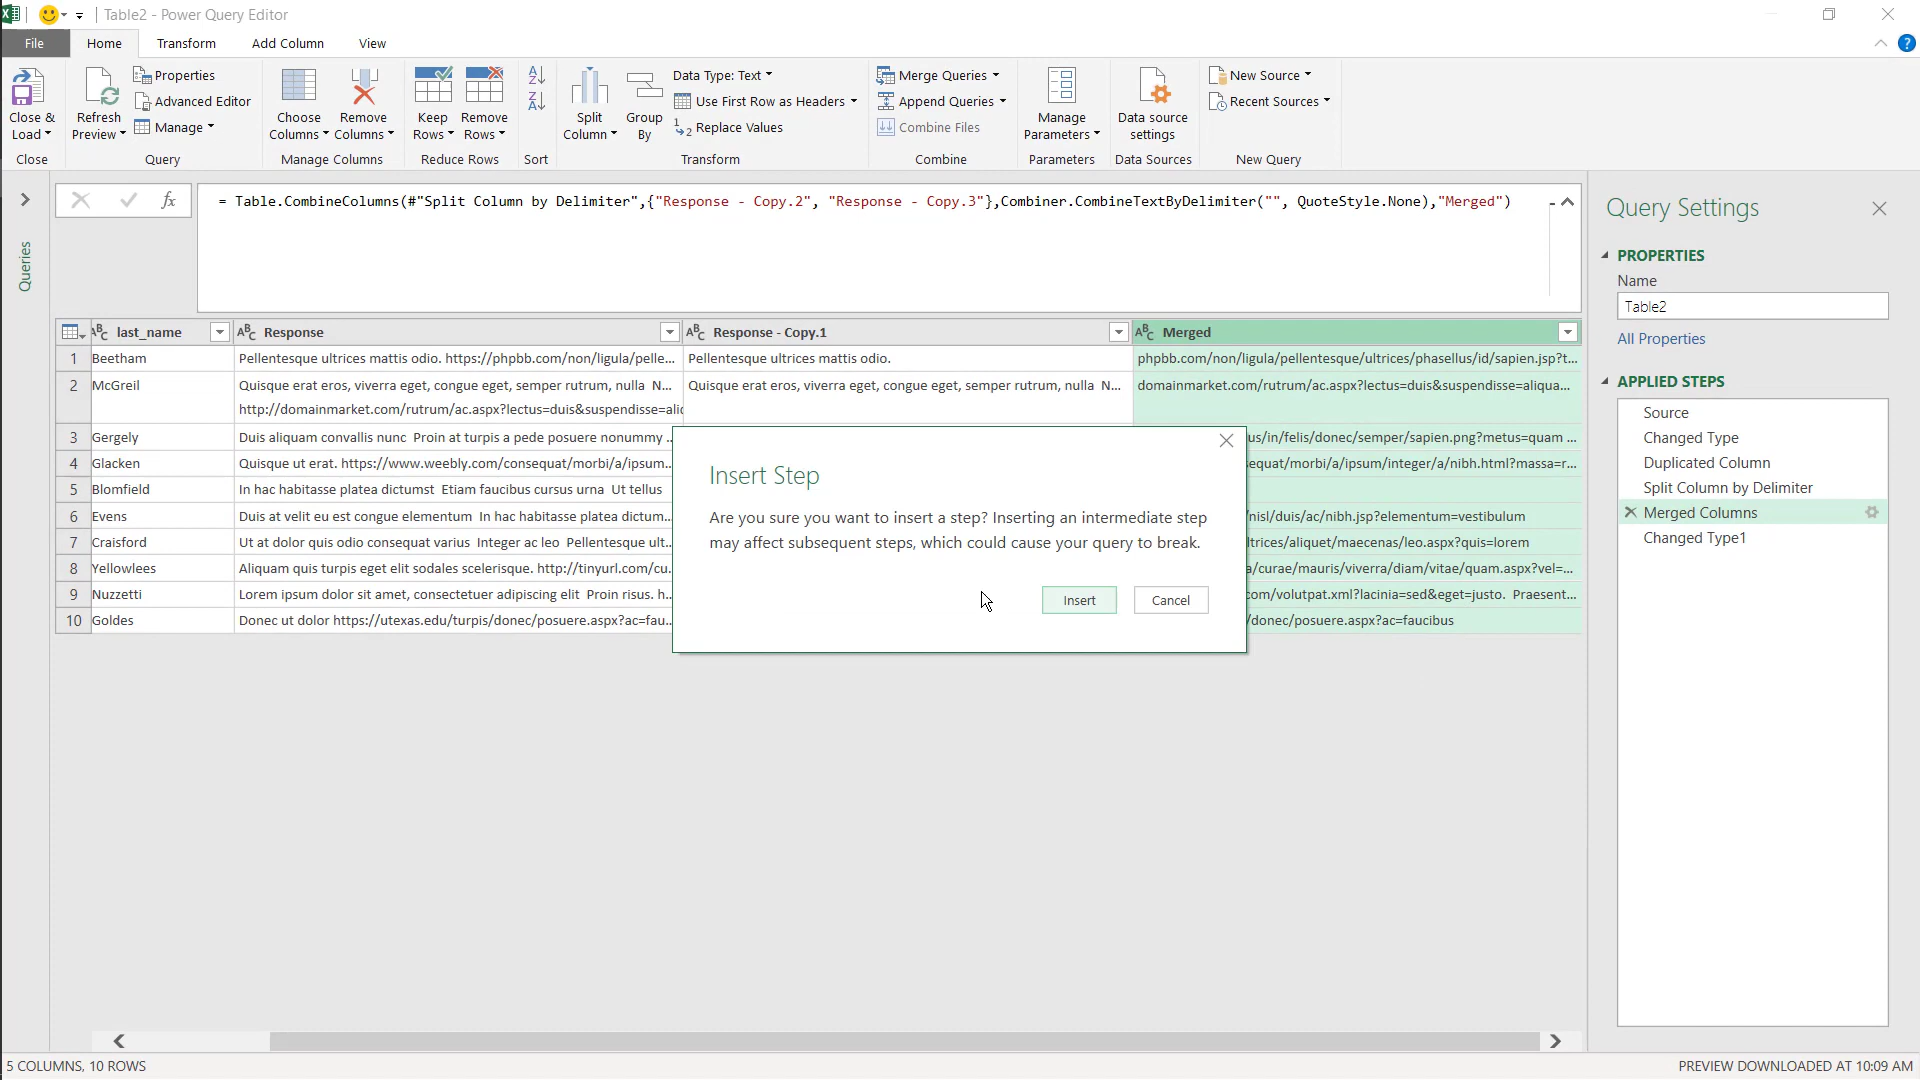 Table2 - Power Query Editor
File
Home
Transform
Add Column
View
Close &
Load
Close
Refresh
Preview
Properties
Advanced Editor
Manage
Query
Choose
Columns
Remove
Columns
Manage Columns
Keep
Rows
Remove
Rows
Reduce Rows
Sort
Split
Column
Group
By
Data Type: Text
Use First Row as Headers
Replace Values
Transform
Merge Queries
Append Queries
Combine Files
Combine
Manage
Parameters
Parameters
Data source
settings
Data Sources
New Source
Recent Sources
New Query
Queries
fx
= Table.CombineColumns(#"Split Column by Delimiter",{"Response - Copy.2", "Response - Copy.3"},Combiner.CombineTextByDelimiter("", QuoteStyle.None),"Merged")
last_name
Response
Response - Copy.1
Merged
1 Beetham Pellentesque ultrices mattis odio. https://phpbb.com/non/ligula/pelle... Pellentesque ultrices mattis odio. phpbb.com/non/ligula/pellentesque/ultrices/phasellus/id/sapien.jsp?t...
2 McGreil Quisque erat eros, viverra eget, congue eget, semper rutrum, nulla N... Quisque erat eros, viverra eget, congue eget, semper rutrum, nulla N... domainmarket.com/rutrum/ac.aspx?lectus=duis&suspendisse=aliqua...
http://domainmarket.com/rutrum/ac.aspx?lectus=duis&suspendisse=alic
3 Gergely Duis aliquam convallis nunc Proin at turpis a pede posuere nonummy ... us/in/felis/donec/semper/sapien.png?metus=quam ...
4 Glacken Quisque ut erat. https://www.weebly.com/consequat/morbi/a/ipsum... equat/morbi/a/ipsum/integer/a/nibh.html?massa=r...
5 Blomfield In hac habitasse platea dictumst Etiam faucibus cursus urna Ut tellus
6 Evens Duis at velit eu est congue elementum In hac habitasse platea dictum... /nisl/duis/ac/nibh.jsp?elementum=vestibulum
7 Craisford Ut at dolor quis odio consequat varius Integer ac leo Pellentesque ult... ltrices/aliquet/maecenas/leo.aspx?quis=lorem
8 Yellowlees Aliquam quis turpis eget elit sodales scelerisque. http://tinyurl.com/cu... a/curae/mauris/viverra/diam/vitae/quam.aspx?vel=...
9 Nuzzetti Lorem ipsum dolor sit amet, consectetuer adipiscing elit Proin risus. h... com/volutpat.xml?lacinia=sed&eget=justo. Praesent...
10 Goldes Donec ut dolor https://utexas.edu/turpis/donec/posuere.aspx?ac=fau... /donec/posuere.aspx?ac=faucibus
Insert Step
Are you sure you want to insert a step? Inserting an intermediate step
may affect subsequent steps, which could cause your query to break.
Insert
Cancel
Query Settings
PROPERTIES
Name
Table2
All Properties
APPLIED STEPS
Source
Changed Type
Duplicated Column
Split Column by Delimiter
Merged Columns
Changed Type1
5 COLUMNS, 10 ROWS
PREVIEW DOWNLOADED AT 10:09 AM